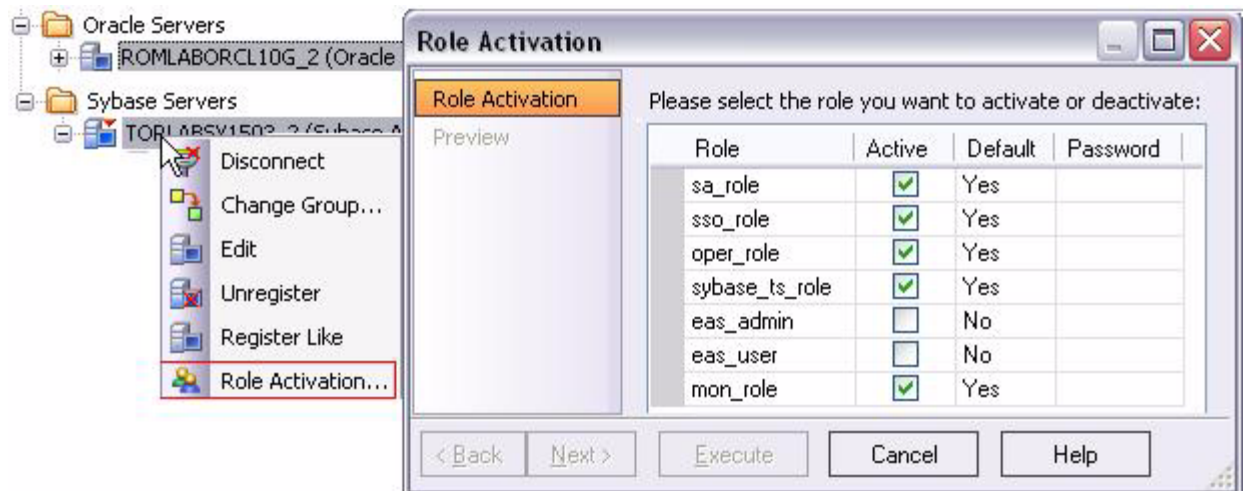 Oracle Servers
ROMLABORCL10G_2 (Oracle
Sybase Servers
TORLABSY1503_2 (Sybase A
Disconnect
Change Group...
Edit
Unregister
Register Like
Role Activation...
Role Activation
Role Activation
Preview
Please select the role you want to activate or deactivate:
Role Active Default Password
sa_role Yes
sso_role Yes
oper_role Yes
sybase_ts_role Yes
eas_admin No
eas_user No
mon_role Yes
< Back Next > Execute Cancel Help